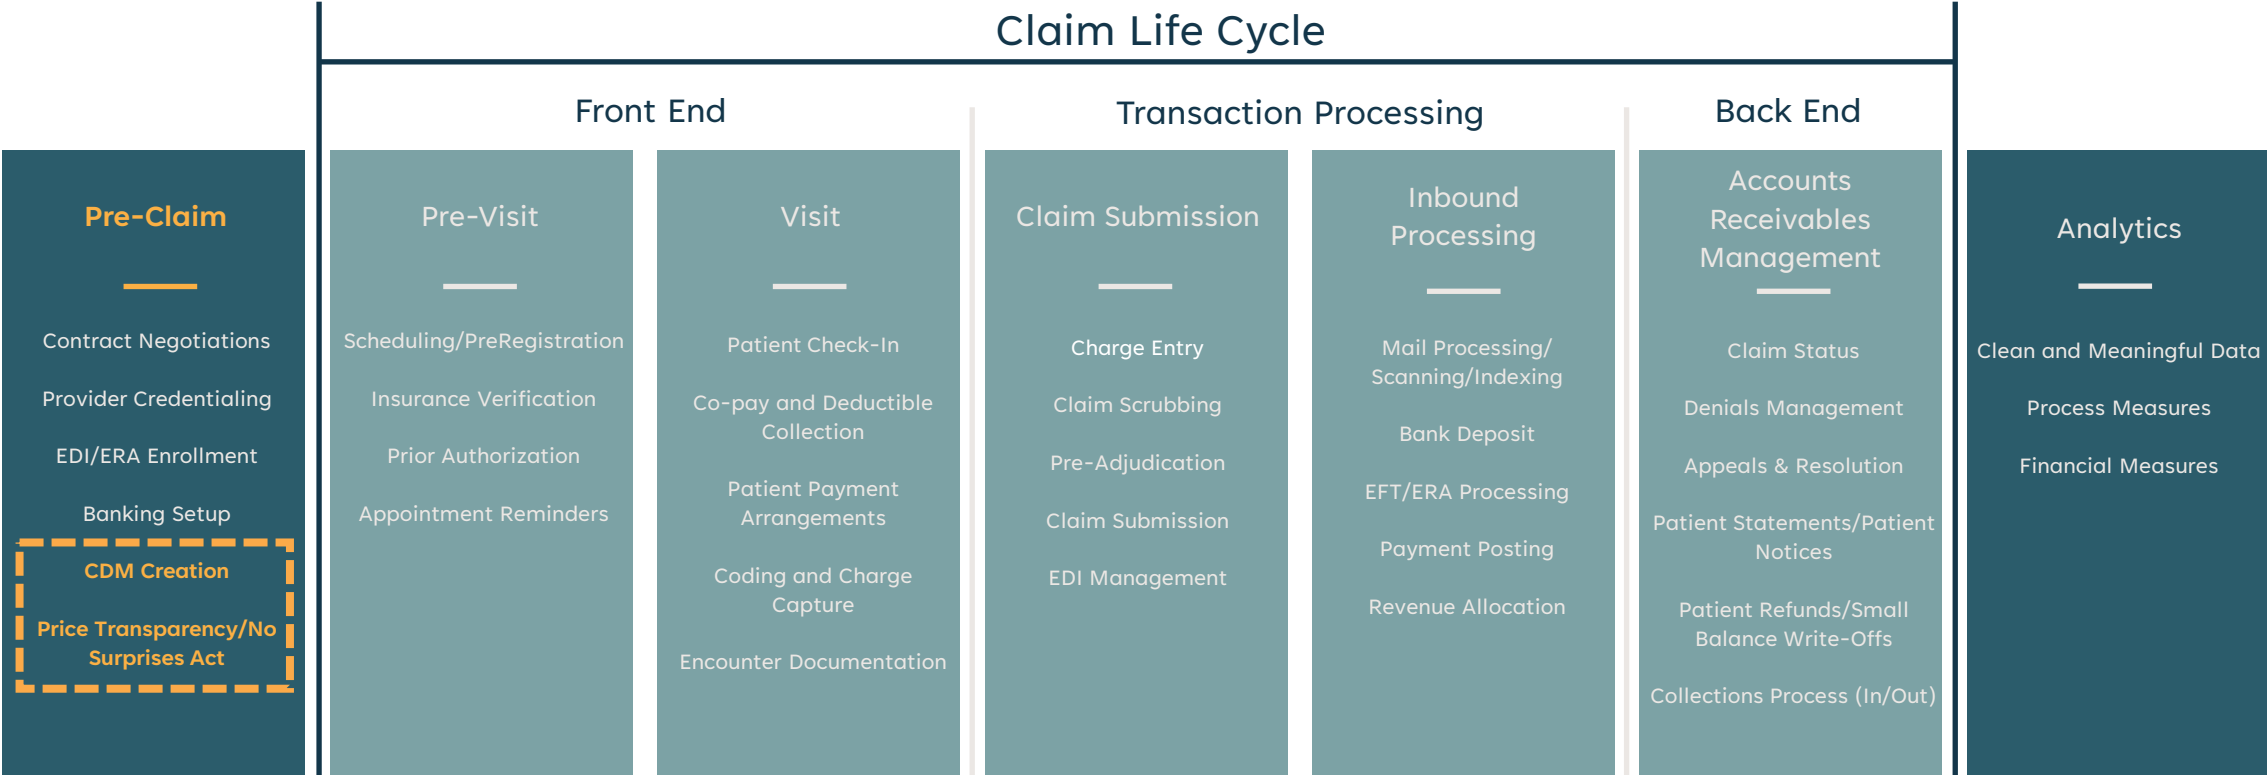 Claim Life Cycle
Front End
Transaction Processing
Back End
Pre-Claim
Contract Negotiations
Provider Credentialing
EDI/ERA Enrollment
Banking Setup
CDM Creation
Price Transparency/No
Surprises Act
Pre-Visit
Scheduling/PreRegistration
Insurance Verification
Prior Authorization
Appointment Reminders
Visit
Patient Check-In
Co-pay and Deductible
Collection
Patient Payment
Arrangements
Coding and Charge
Capture
Encounter Documentation
Claim Submission
Charge Entry
Claim Scrubbing
Pre-Adjudication
Claim Submission
EDI Management
Inbound
Processing
Mail Processing/
Scanning/Indexing
Bank Deposit
EFT/ERA Processing
Payment Posting
Revenue Allocation
Accounts
Receivables
Management
Claim Status
Denials Management
Appeals & Resolution
Patient Statements/Patient
Notices
Patient Refunds/Small
Balance Write-Offs
Collections Process (In/Out)
Analytics
Clean and Meaningful Data
Process Measures
Financial Measures